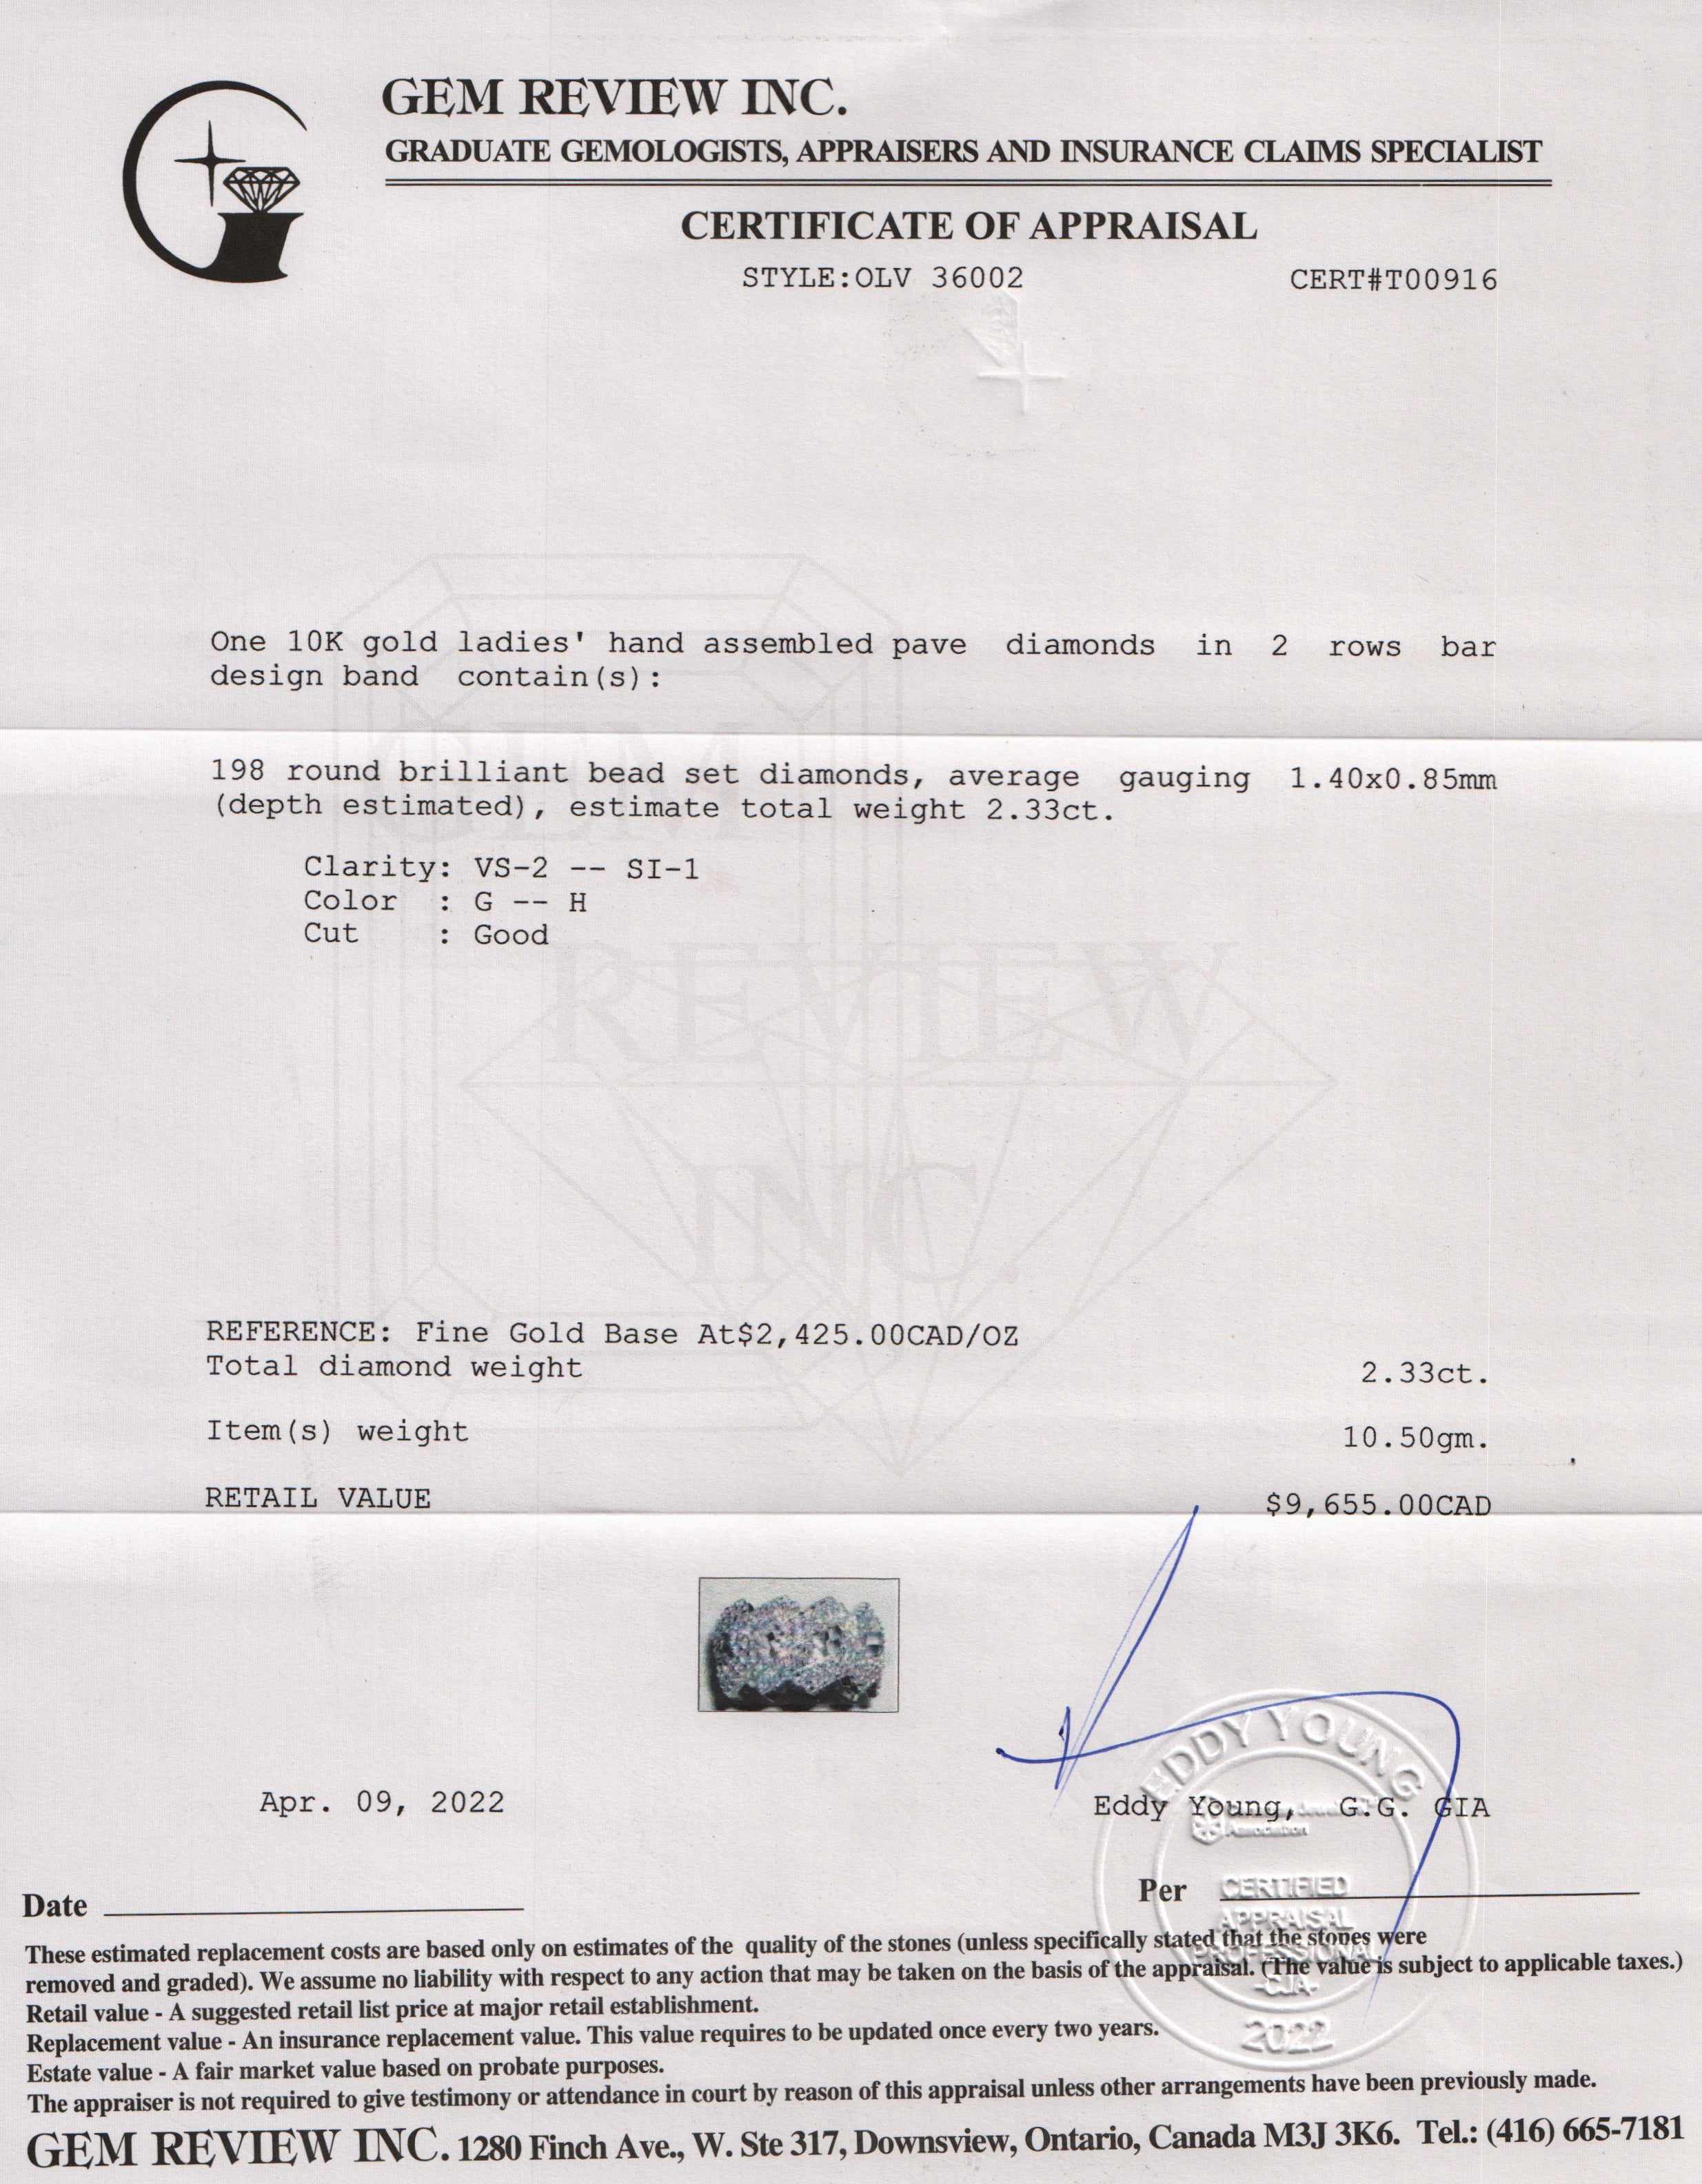 GEM REVIEW INC.
GRADUATE GEMOLOGISTS, APPRAISERS AND INSURANCE CLAIMS SPECIALIST
CERTIFICATE OF APPRAISAL
STYLE:OLV 36002 CERT#T00916
One 10K gold ladies' hand assembled pave diamonds in 2 rows bar
design band contain(s):
GEM
198 round brilliant bead set diamonds, average gauging 1.40x0.85mm
(depth estimated), estimate total weight 2.33ct.
Clarity: VS-2 -- SI-1
Color : G -- H
Cut : Good
REVIEW
INC.
REFERENCE: Fine Gold Base At$2,425.00CAD/OZ
Total diamond weight 2.33ct.
Item(s) weight 10.50gm.
RETAIL VALUE $9,655.00CAD
EDDY YOUNG
Apr. 09, 2022 Eddy Young, G.G. GIA
Association
Date Per
CERTIFIED
APPRAISAL
PROFESSIONAL
-CJA-
2022
These estimated replacement costs are based only on estimates of the quality of the stones (unless specifically stated that the stones were
removed and graded). We assume no liability with respect to any action that may be taken on the basis of the appraisal. (The value is subject to applicable taxes.)
Retail value - A suggested retail list price at major retail establishment.
Replacement value - An insurance replacement value. This value requires to be updated once every two years.
Estate value - A fair market value based on probate purposes.
The appraiser is not required to give testimony or attendance in court by reason of this appraisal unless other arrangements have been previously made.
GEM REVIEW INC. 1280 Finch Ave., W. Ste 317, Downsview, Ontario, Canada M3J 3K6. Tel.: (416) 665-7181